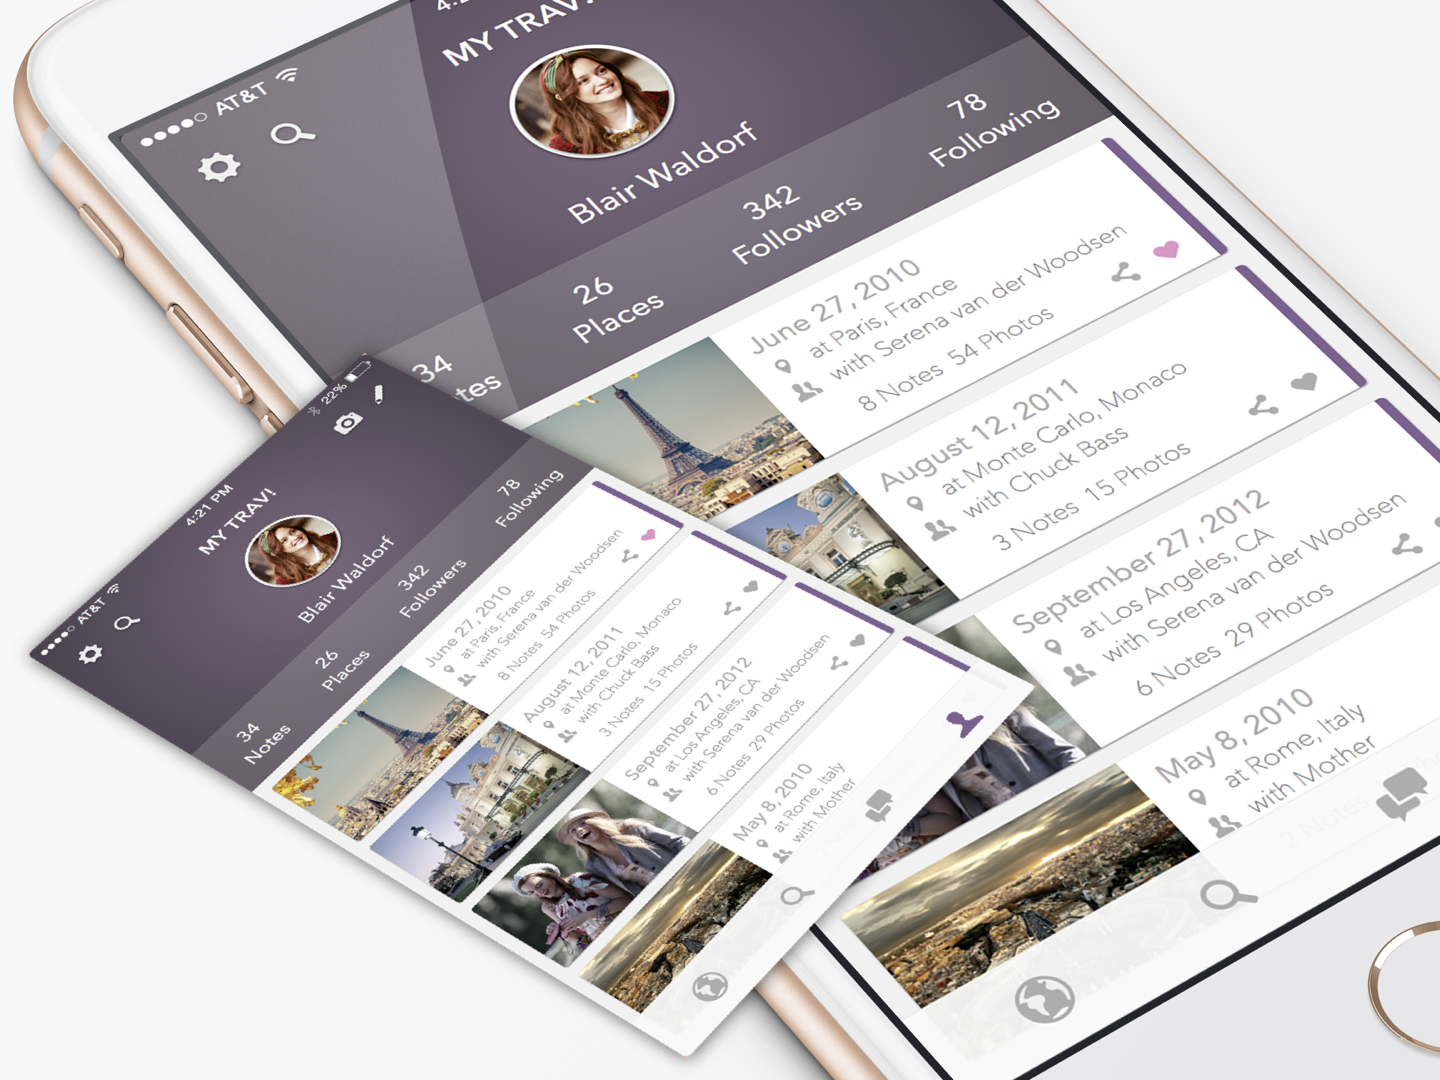 4:2
MY TRAV!
AT&T
Blair Waldorf
34
tes
26
Places
342
Followers
78
Following
June 27, 2010
at Paris, France
with Serena van der Woodsen
8 Notes 54 Photos
August 12, 2011
at Monte Carlo, Monaco
with Chuck Bass
3 Notes 15 Photos
September 27, 2012
at Los Angeles, CA
with Serena van der Woodsen
6 Notes 29 Photos
May 8, 2010
at Rome, Italy
with Mother
2 Notes
AT&T
4:21 PM
22%
MY TRAV!
Blair Waldorf
34
Notes
26
Places
342
Followers
78
Following
June 27, 2010
at Paris, France
with Serena van der Woodsen
8 Notes 54 Photos
August 12, 2011
at Monte Carlo, Monaco
with Chuck Bass
3 Notes 15 Photos
September 27, 2012
at Los Angeles, CA
with Serena van der Woodsen
6 Notes 29 Photos
May 8, 2010
at Rome, Italy
with Mother